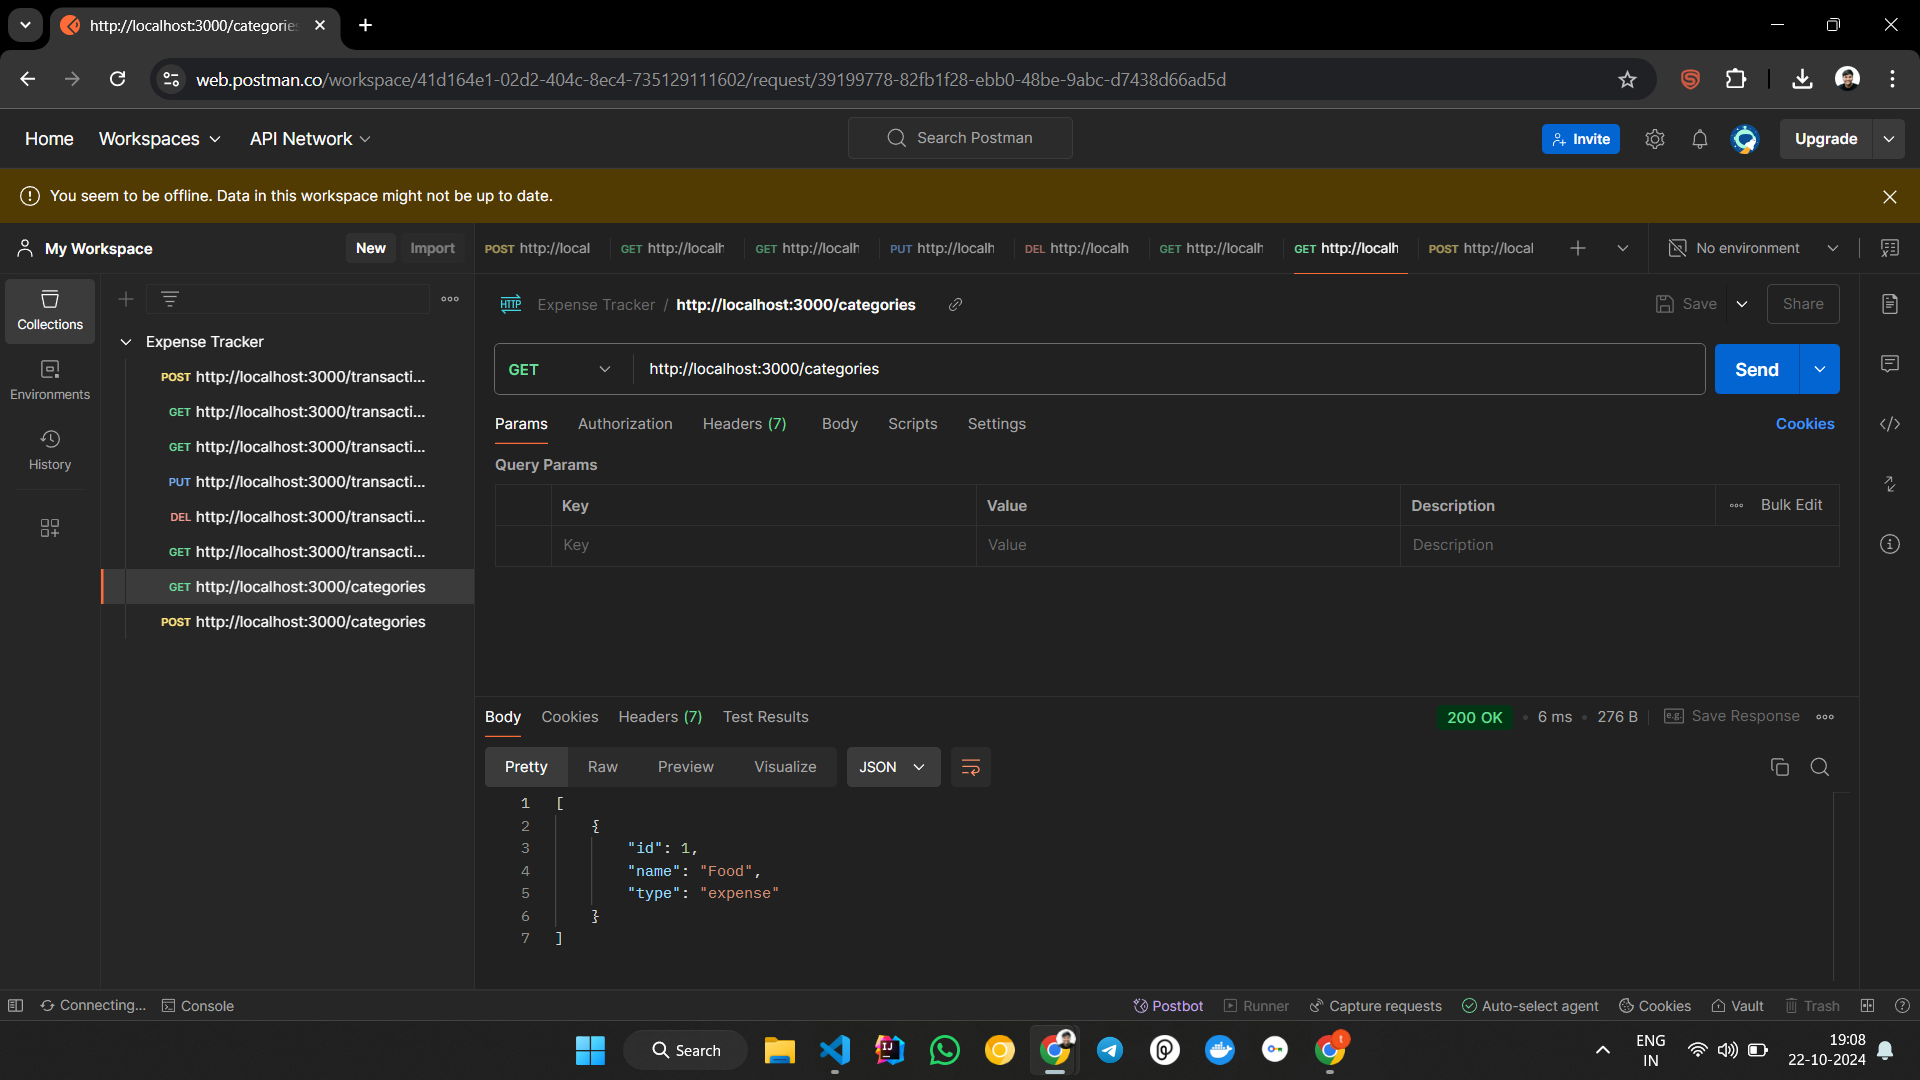 http://localhost:3000/categorie
web.postman.co/workspace/41d164e1-02d2-404c-8ec4-735129111602/request/39199778-82fb1f28-ebb0-48be-9abc-d7438d66ad5d
Home Workspaces API Network Search Postman Invite Upgrade
You seem to be offline. Data in this workspace might not be up to date.
My Workspace New Import POST http://local GET http://localh GET http://localh PUT http://localh DEL http://localh GET http://localh GET http://localh POST http://local No environment
Collections
Environments
History
Expense Tracker
POST http://localhost:3000/transacti...
GET http://localhost:3000/transacti...
GET http://localhost:3000/transacti...
PUT http://localhost:3000/transacti...
DEL http://localhost:3000/transacti...
GET http://localhost:3000/transacti...
GET http://localhost:3000/categories
POST http://localhost:3000/categories
HTTP Expense Tracker / http://localhost:3000/categories Save Share
GET http://localhost:3000/categories Send
Params Authorization Headers (7) Body Scripts Settings Cookies
Query Params
Key Value Description Bulk Edit
Key Value Description
Body Cookies Headers (7) Test Results 200 OK 6 ms 276 B e.g. Save Response
Pretty Raw Preview Visualize JSON
1 [
2 {
3 "id": 1,
4 "name": "Food",
5 "type": "expense"
6 }
7 ]
Connecting... Console Postbot Runner Capture requests Auto-select agent Cookies Vault Trash
Search IJ t ENG IN 19:08
22-10-2024